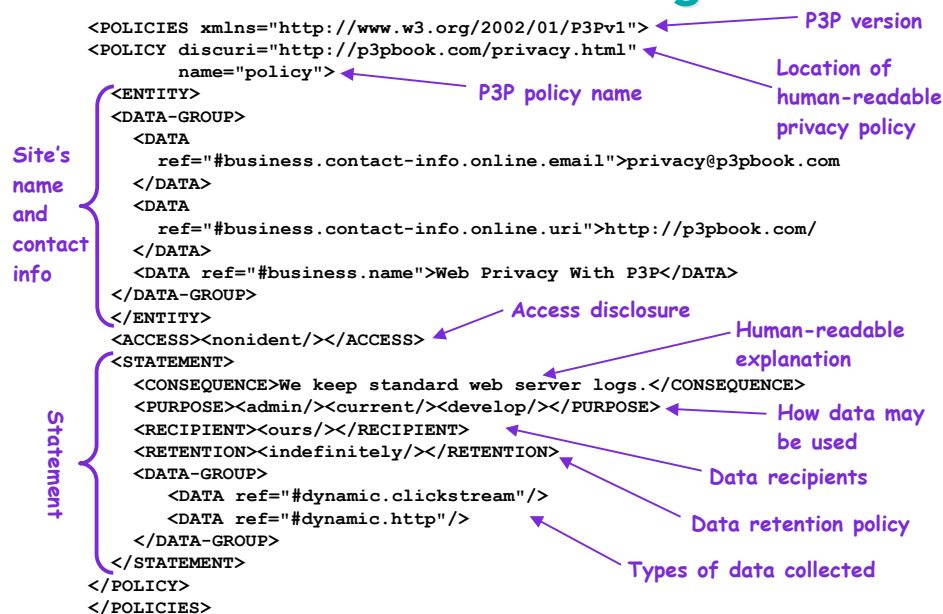 <POLICIES xmlns="http://www.w3.org/2002/01/P3Pv1">
P3P version
<POLICY discuri="http://p3pbook.com/privacy.html"
name="policy">
Location of
human-readable
privacy policy
P3P policy name
Site's
name
and
contact
info
<ENTITY>
<DATA-GROUP>
<DATA
ref="#business.contact-info.online.email">privacy@p3pbook.com
</DATA>
<DATA
ref="#business.contact-info.online.uri">http://p3pbook.com/
</DATA>
<DATA ref="#business.name">Web Privacy With P3P</DATA>
</DATA-GROUP>
</ENTITY>
Access disclosure
<ACCESS><nonident/></ACCESS>
Human-readable
explanation
Statement
<STATEMENT>
<CONSEQUENCE>We keep standard web server logs.</CONSEQUENCE>
<PURPOSE><admin/><current/><develop/></PURPOSE>
How data may
be used
<RECIPIENT><ours/></RECIPIENT>
Data recipients
<RETENTION><indefinitely/></RETENTION>
Data retention policy
<DATA-GROUP>
<DATA ref="#dynamic.clickstream"/>
<DATA ref="#dynamic.http"/>
Types of data collected
</DATA-GROUP>
</STATEMENT>
</POLICY>
</POLICIES>